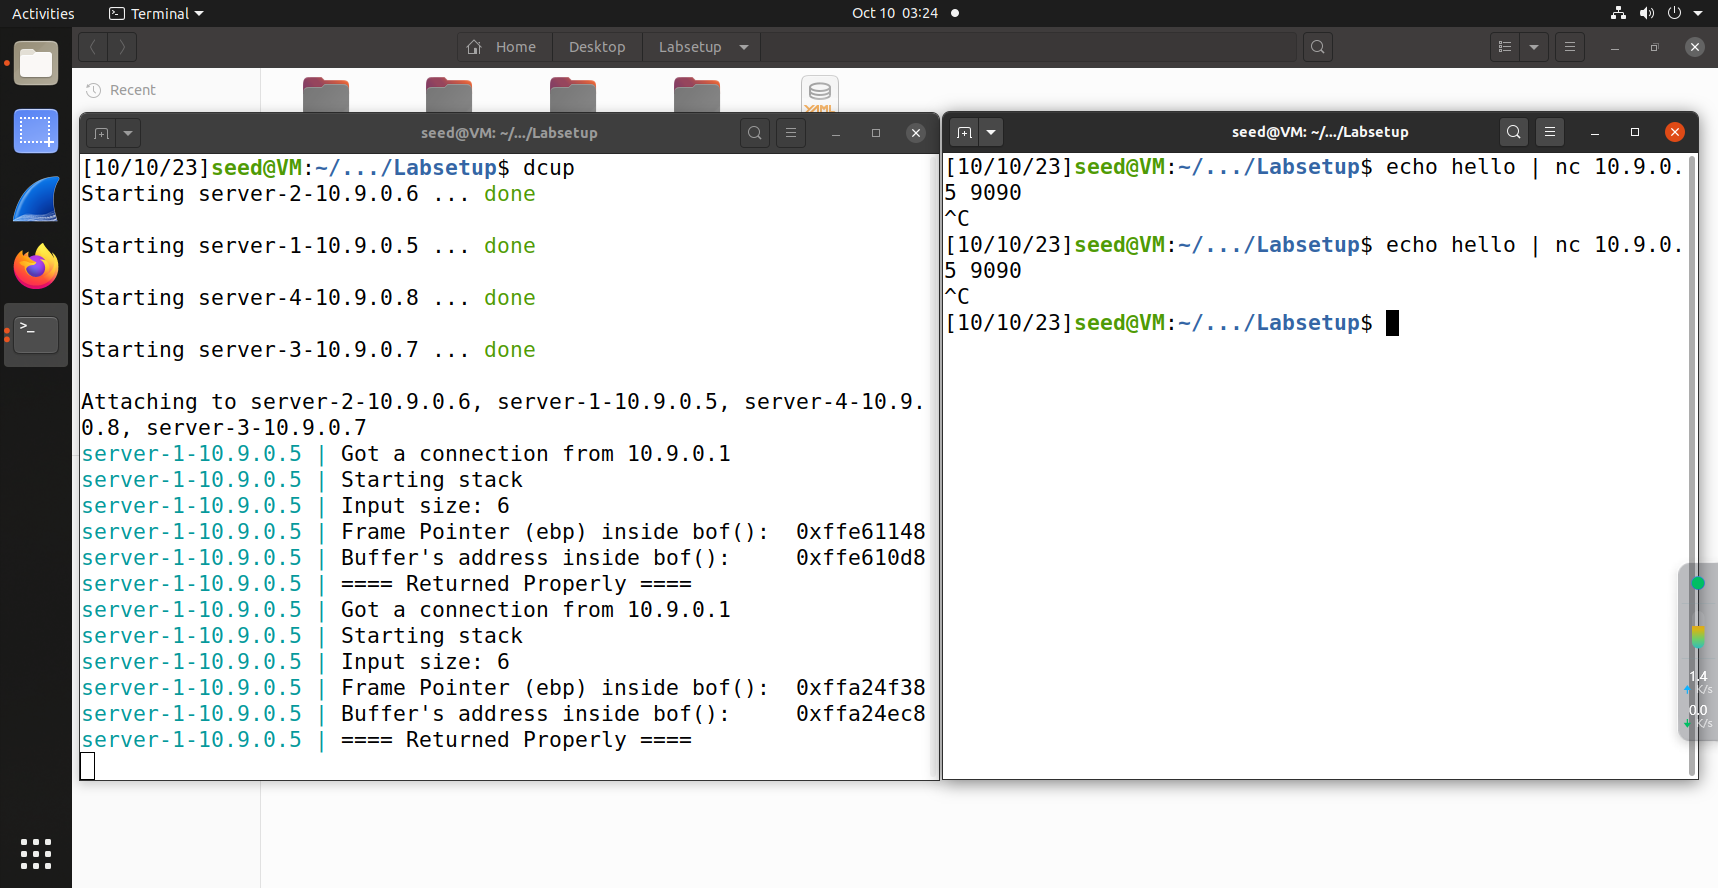 Activities
Terminal
Oct 10 03:24
Home
Desktop
Labsetup
Recent
YAML
seed@VM: ~/.../Labsetup
[10/10/23]seed@VM:~/.../Labsetup$ dcup
Starting server-2-10.9.0.6 ... done
Starting server-1-10.9.0.5 ... done
Starting server-4-10.9.0.8 ... done
Starting server-3-10.9.0.7 ... done
Attaching to server-2-10.9.0.6, server-1-10.9.0.5, server-4-10.9.
0.8, server-3-10.9.0.7
server-1-10.9.0.5 | Got a connection from 10.9.0.1
server-1-10.9.0.5 | Starting stack
server-1-10.9.0.5 | Input size: 6
server-1-10.9.0.5 | Frame Pointer (ebp) inside bof():  0xffe61148
server-1-10.9.0.5 | Buffer's address inside bof():     0xffe610d8
server-1-10.9.0.5 | ==== Returned Properly ====
server-1-10.9.0.5 | Got a connection from 10.9.0.1
server-1-10.9.0.5 | Starting stack
server-1-10.9.0.5 | Input size: 6
server-1-10.9.0.5 | Frame Pointer (ebp) inside bof():  0xffa24f38
server-1-10.9.0.5 | Buffer's address inside bof():     0xffa24ec8
server-1-10.9.0.5 | ==== Returned Properly ====
seed@VM: ~/.../Labsetup
[10/10/23]seed@VM:~/.../Labsetup$ echo hello | nc 10.9.0.
5 9090
^C
[10/10/23]seed@VM:~/.../Labsetup$ echo hello | nc 10.9.0.
5 9090
^C
[10/10/23]seed@VM:~/.../Labsetup$
1.4
K/s
0.0
K/s